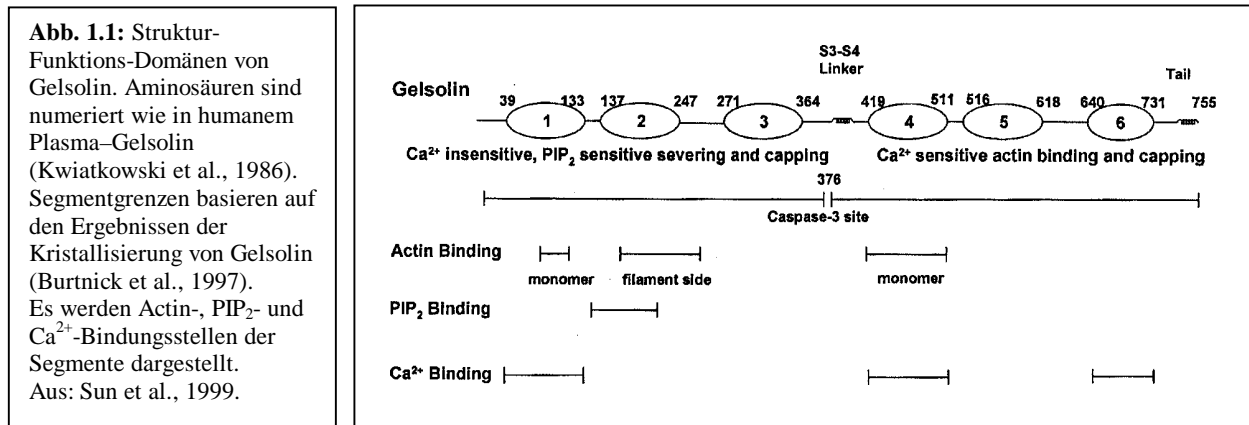 Abb. 1.1: Struktur-
Funktions-Domänen von
Gelsolin. Aminosäuren sind
numeriert wie in humanem
Plasma–Gelsolin
(Kwiatkowski et al., 1986).
Segmentgrenzen basieren auf
den Ergebnissen der
Kristallisierung von Gelsolin
(Burtnick et al., 1997).
Es werden Actin-, PIP₂- und
Ca²⁺-Bindungsstellen der
Segmente dargestellt.
Aus: Sun et al., 1999.
S3-S4
Linker
Tail
Gelsolin
39 133 137 247 271 364 419 511 516 618 640 731 755
1 2 3 4 5 6
Ca²⁺ insensitive, PIP₂ sensitive severing and capping Ca²⁺ sensitive actin binding and capping
376
Caspase-3 site
Actin Binding
monomer filament side monomer
PIP₂ Binding
Ca²⁺ Binding